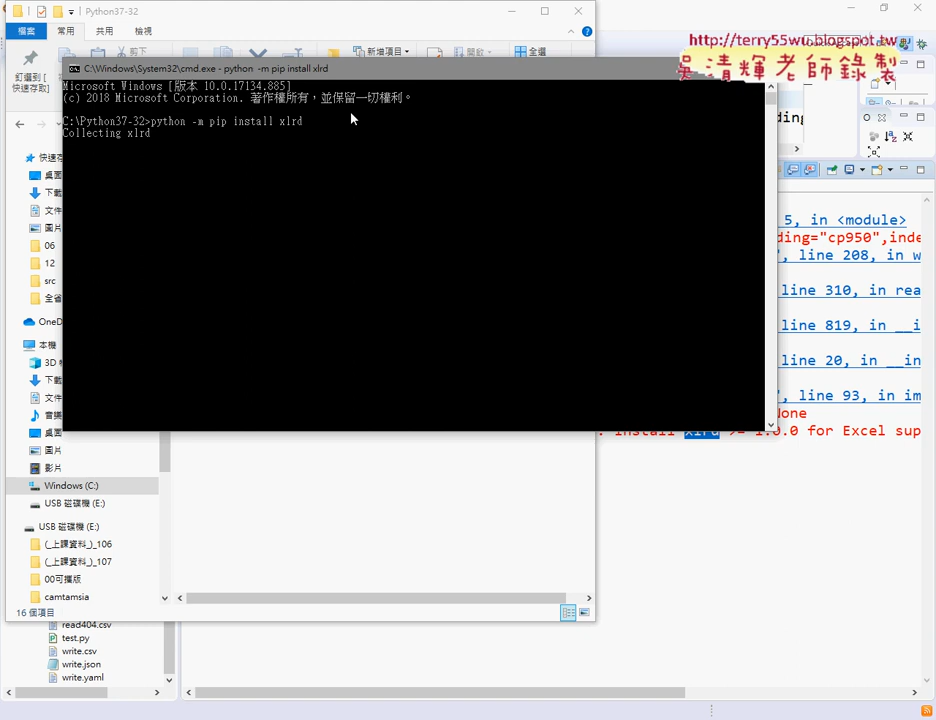 Python37-32
http://terry55wu.blogspot.tw
吳清輝老師錄製
檔案
常用
共用
檢視
剪下
新增項目
開啟
全選
釘選到 [
快速存取]
C:\Windows\System32\cmd.exe - python -m pip install xlrd
Microsoft Windows [版本 10.0.17134.885]
(c) 2018 Microsoft Corporation. 著作權所有，並保留一切權利。
C:\Python37-32>python -m pip install xlrd
Collecting xlrd
快速存
桌面
下載
文件
圖片
06
12
src
全省
OneD
本機
3D
下載
文件
音樂
桌面
圖片
影片
Windows (C:)
USB 磁碟機 (E:)
USB 磁碟機 (E:)
(_上課資料_)_106
(_上課資料_)_107
00可攜版
camtamsia
16 個項目
read404.csv
test.py
write.csv
write.json
write.yaml
ding
5, in <module>
ding="cp950",inde
', line 208, in w
line 310, in rea
line 819, in __i
line 20, in __in
', line 93, in im
None
. Install xlrd >= 1.0.0 for Excel sup